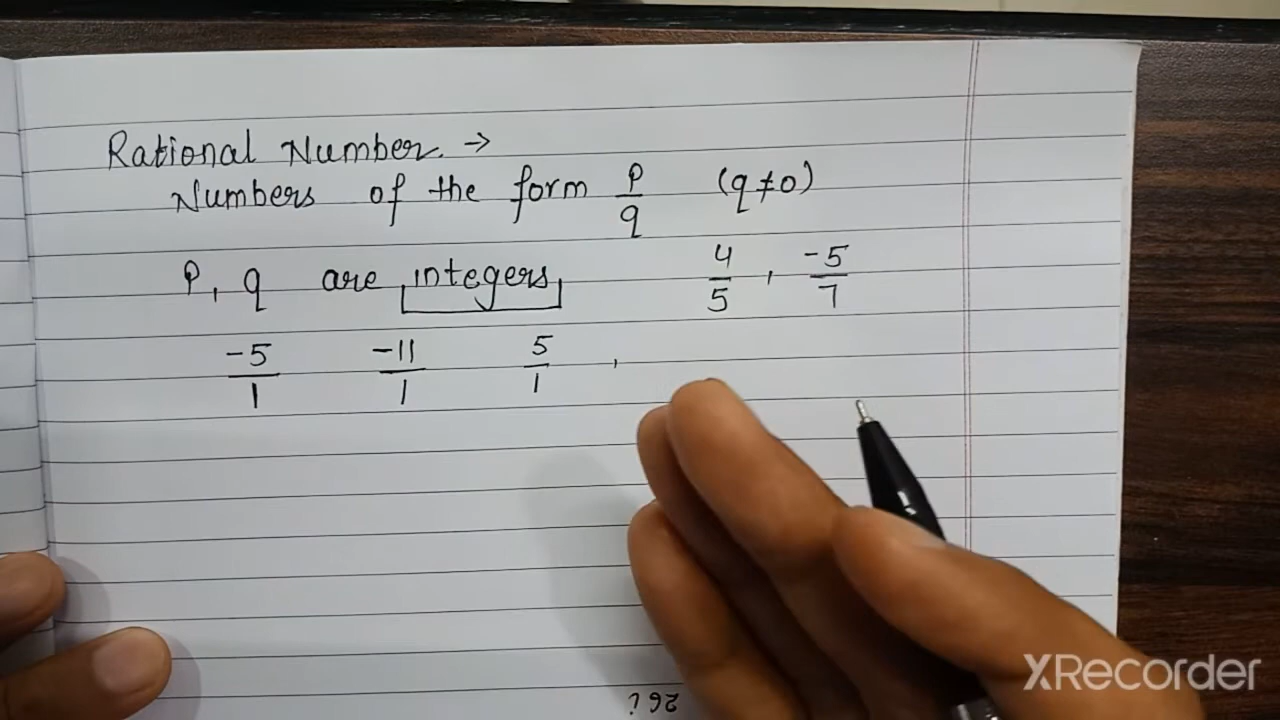 Rational Number. →
Numbers of the form P/q (q≠0)
P, q are integers, 4/5 , -5/7
-5/1 -11/1 5/1 ,
XRecorder